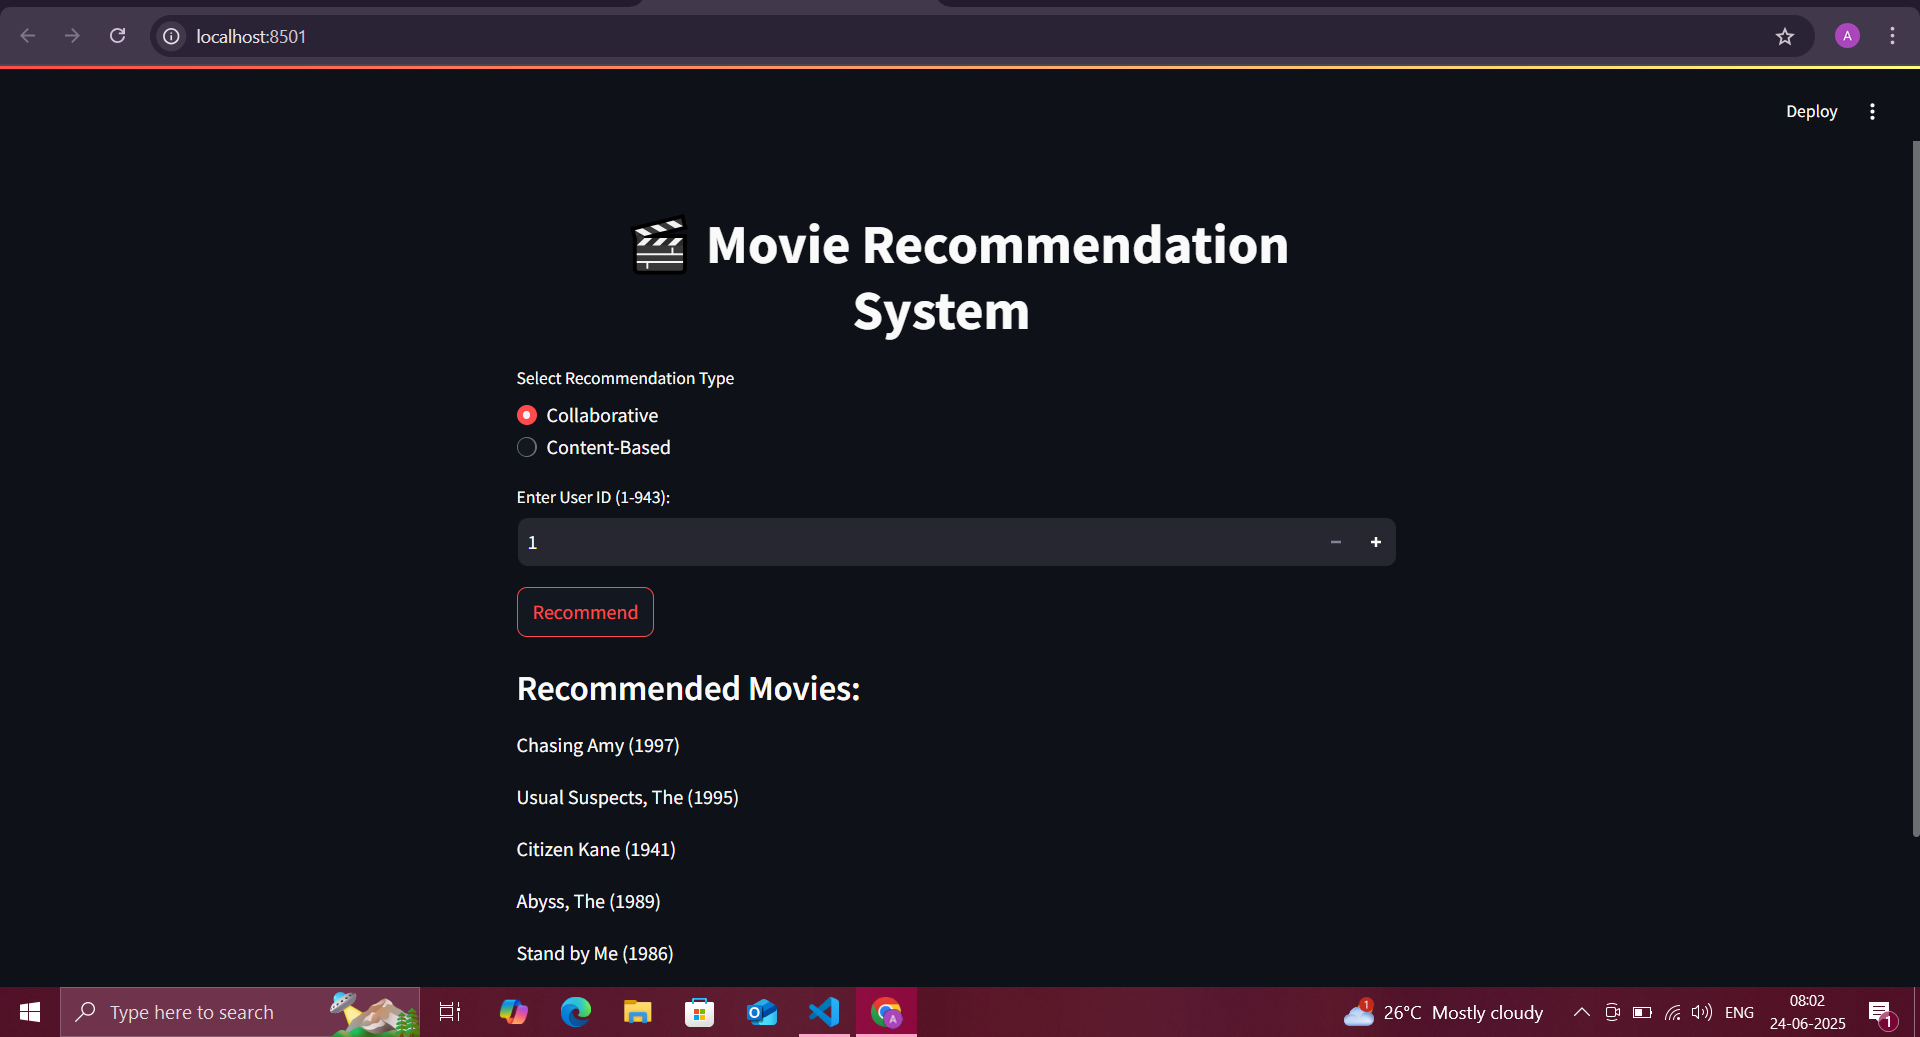 localhost:8501
A
Deploy
Movie Recommendation
System
Select Recommendation Type
Collaborative
Content-Based
Enter User ID (1-943):
1
Recommend
Recommended Movies:
Chasing Amy (1997)
Usual Suspects, The (1995)
Citizen Kane (1941)
Abyss, The (1989)
Stand by Me (1986)
Type here to search
A
1
26°C Mostly cloudy
ENG
08:02
24-06-2025
1